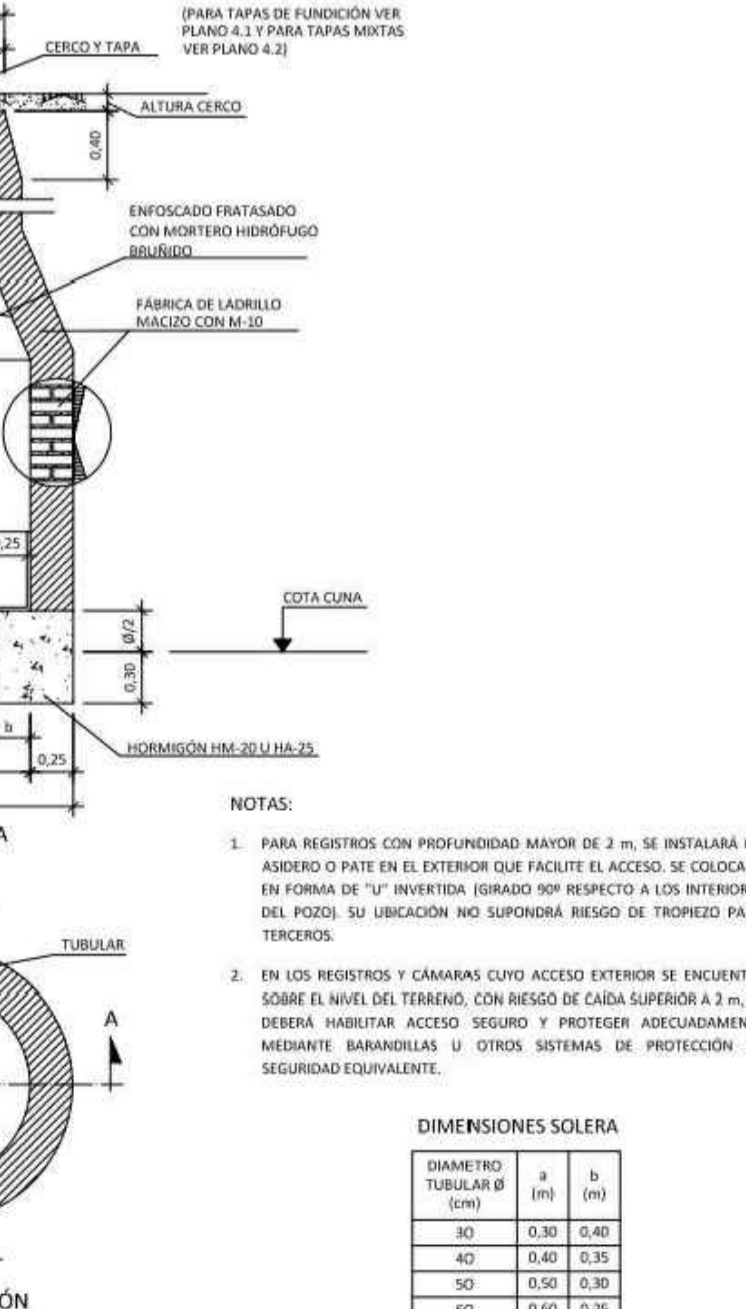 (PARA TAPAS DE FUNDICIÓN VER
PLANO 4.1 Y PARA TAPAS MIXTAS
VER PLANO 4.2)
CERCO Y TAPA
ALTURA CERCO
0,40
ENFOSCADO FRATASADO
CON MORTERO HIDRÓFUGO
BRUÑIDO
FÁBRICA DE LADRILLO
MACIZO CON M-10
,25
COTA CUNA
Ø/2
0,30
b
0,25
HORMIGÓN HM-20 U HA-25
A
NOTAS:
1. PARA REGISTROS CON PROFUNDIDAD MAYOR DE 2 m, SE INSTALARÁ
ASIDERO O PATE EN EL EXTERIOR QUE FACILITE EL ACCESO. SE COLOCA
EN FORMA DE "U" INVERTIDA (GIRADO 90º RESPECTO A LOS INTERIOR
DEL POZO). SU UBICACIÓN NO SUPONDRÁ RIESGO DE TROPIEZO PA
TERCEROS.
2. EN LOS REGISTROS Y CÁMARAS CUYO ACCESO EXTERIOR SE ENCUENT
SOBRE EL NIVEL DEL TERRENO, CON RIESGO DE CAÍDA SUPERIOR A 2 m,
DEBERÁ HABILITAR ACCESO SEGURO Y PROTEGER ADECUADAMEN
MEDIANTE BARANDILLAS U OTROS SISTEMAS DE PROTECCIÓN
SEGURIDAD EQUIVALENTE.
TUBULAR
A
ÓN
DIMENSIONES SOLERA
DIAMETRO TUBULAR Ø (cm) a (m) b (m)
30 0,30 0,40
40 0,40 0,35
50 0,50 0,30
60 0,60 0,25